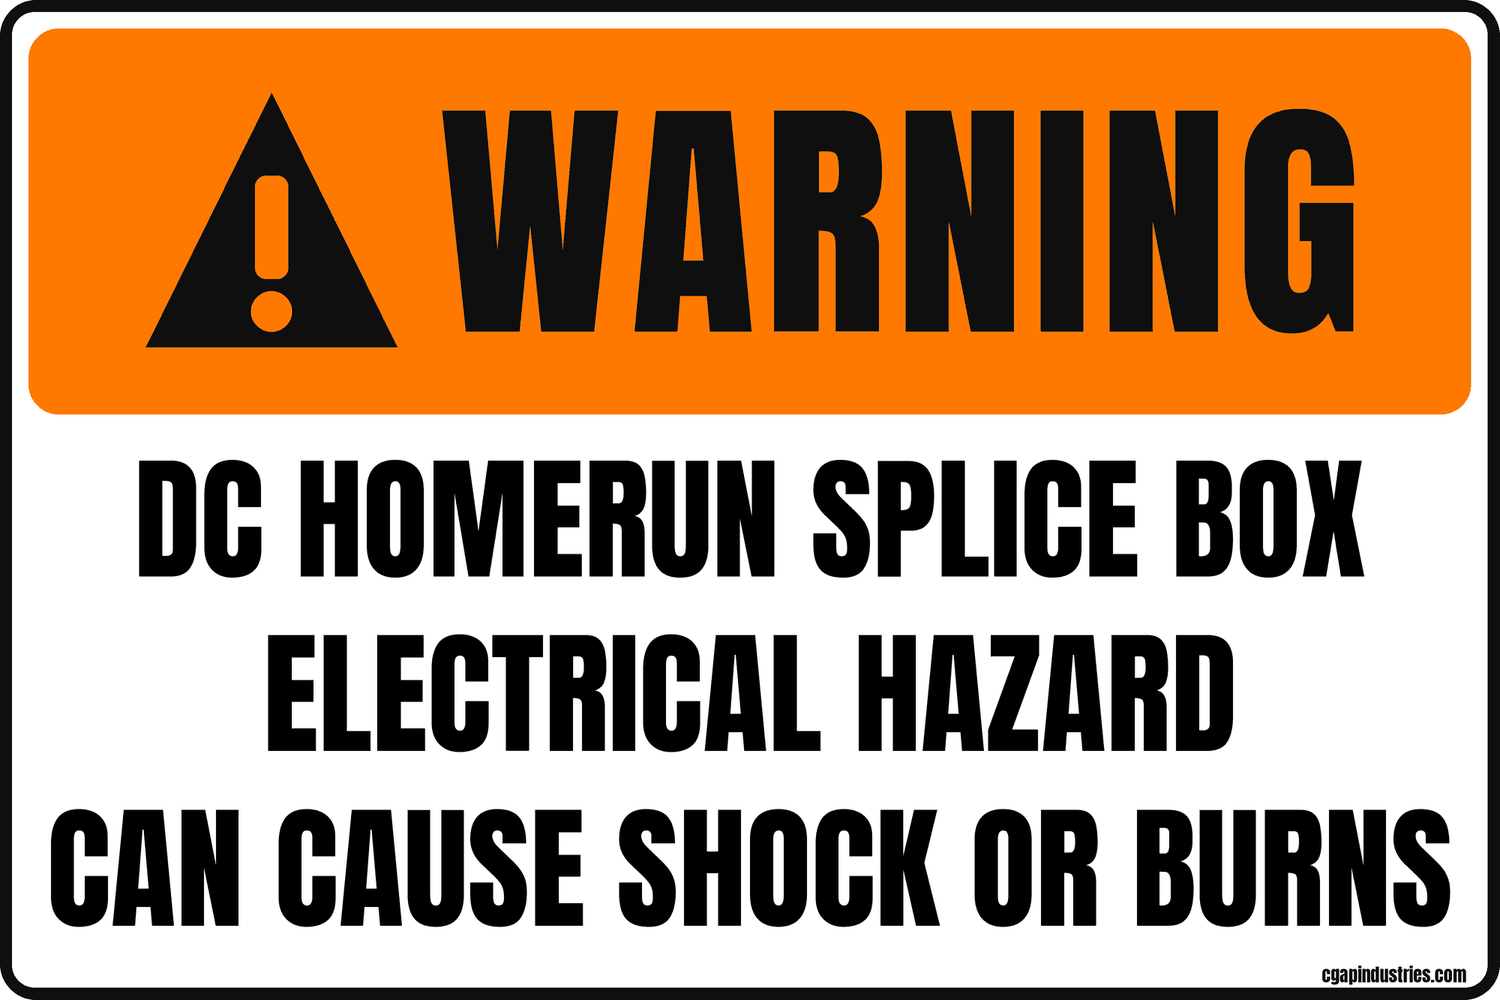 WARNING
DC HOMERUN SPLICE BOX
ELECTRICAL HAZARD
CAN CAUSE SHOCK OR BURNS
cgapindustries.com